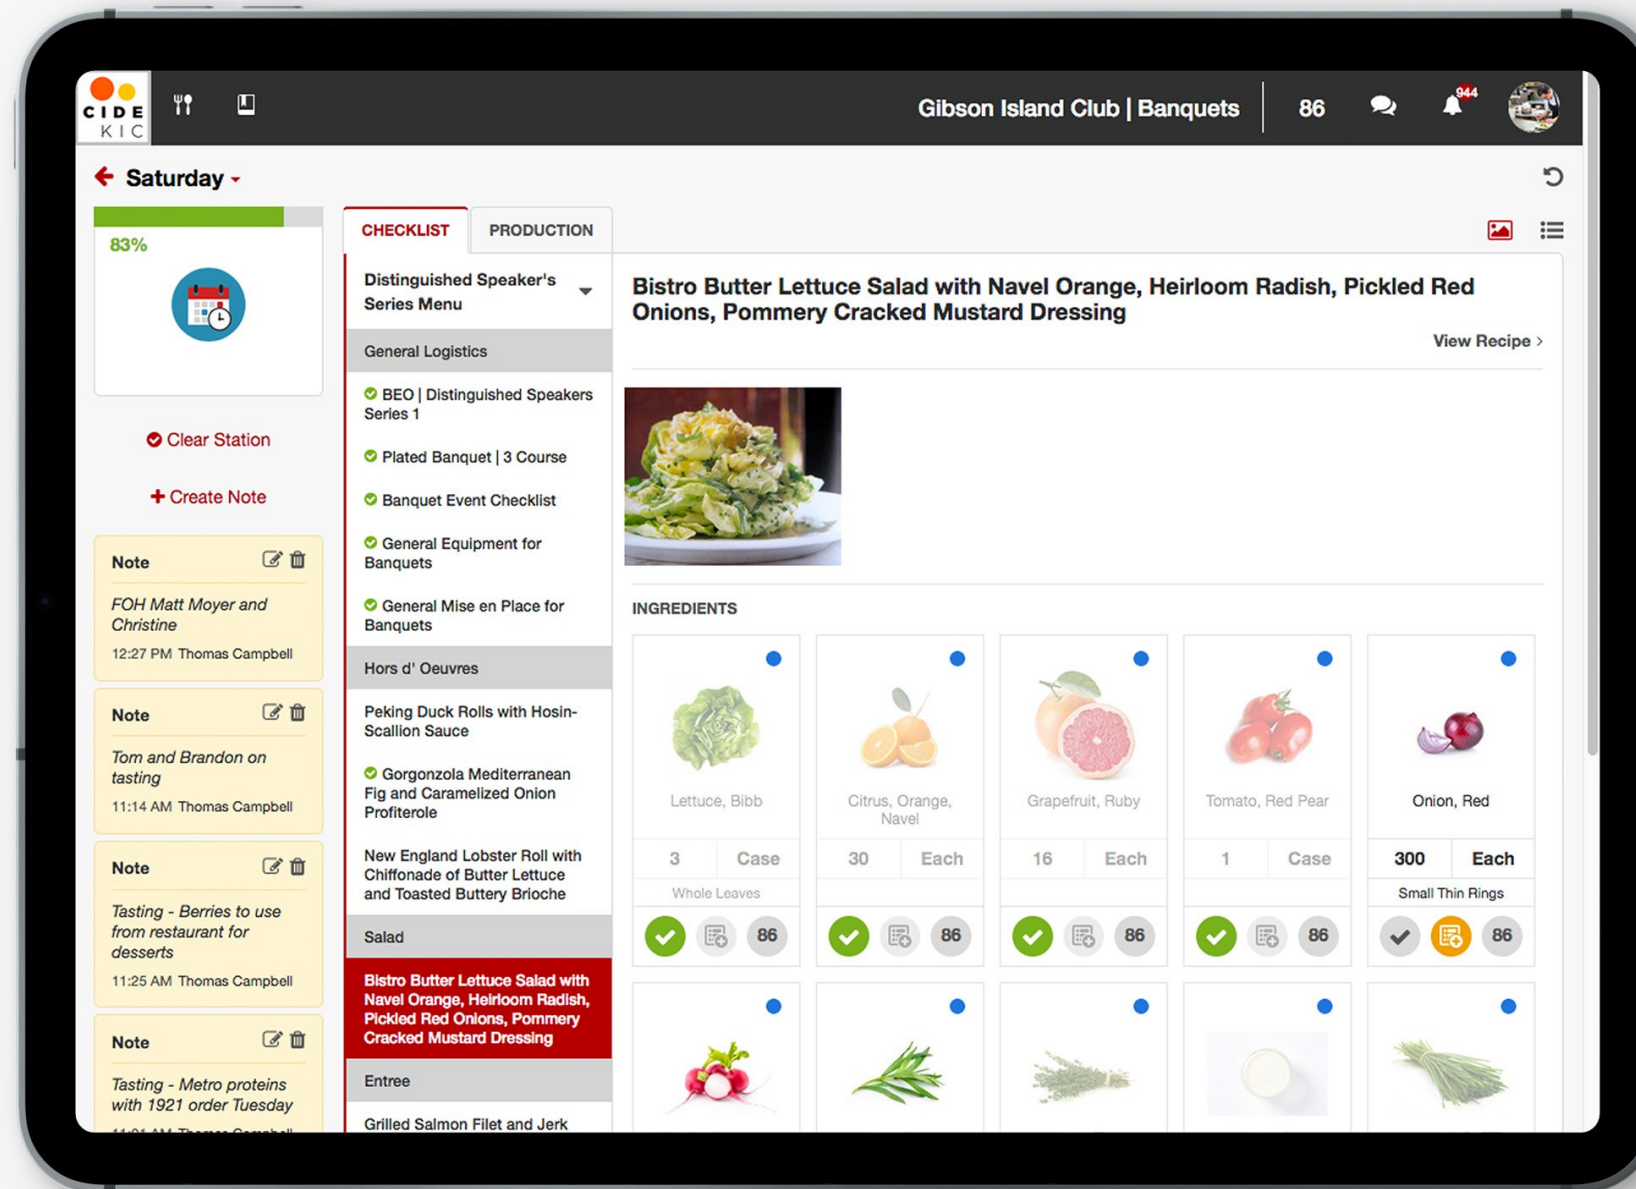 CIDE
KIC
Gibson Island Club | Banquets
86
944
Saturday
83%
Clear Station
Create Note
Note
FOH Matt Moyer and
Christine
12:27 PM Thomas Campbell
Note
Tom and Brandon on
tasting
11:14 AM Thomas Campbell
Note
Tasting - Berries to use
from restaurant for
desserts
11:25 AM Thomas Campbell
Note
Tasting - Metro proteins
with 1921 order Tuesday
CHECKLIST
PRODUCTION
Distinguished Speaker's
Series Menu
General Logistics
BEO | Distinguished Speakers
Series 1
Plated Banquet | 3 Course
Banquet Event Checklist
General Equipment for
Banquets
General Mise en Place for
Banquets
Hors d' Oeuvres
Peking Duck Rolls with Hosin-
Scallion Sauce
Gorgonzola Mediterranean
Fig and Caramelized Onion
Profiterole
New England Lobster Roll with
Chiffonade of Butter Lettuce
and Toasted Buttery Brioche
Salad
Bistro Butter Lettuce Salad with
Navel Orange, Heirloom Radish,
Pickled Red Onions, Pommery
Cracked Mustard Dressing
Entree
Grilled Salmon Filet and Jerk
Bistro Butter Lettuce Salad with Navel Orange, Heirloom Radish, Pickled Red
Onions, Pommery Cracked Mustard Dressing
View Recipe >
INGREDIENTS
Lettuce, Bibb
3 Case
Whole Leaves
86
Citrus, Orange,
Navel
30 Each
86
Grapefruit, Ruby
16 Each
86
Tomato, Red Pear
1 Case
86
Onion, Red
300 Each
Small Thin Rings
86